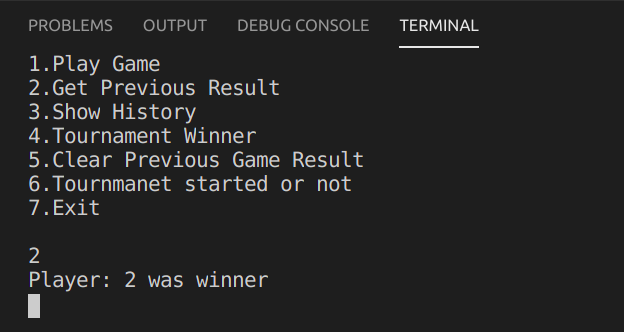 PROBLEMS OUTPUT DEBUG CONSOLE TERMINAL
1.Play Game
2.Get Previous Result
3.Show History
4.Tournament Winner
5.Clear Previous Game Result
6.Tournmanet started or not
7.Exit
2
Player: 2 was winner